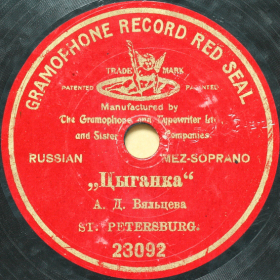 GRAMOPHONE RECORD RED SEAL
TRADE MARK
PATENTED PATENTED
Manufactured by
The Gramophone and Typewriter Ltd
and Sister Companies.
RUSSIAN MEZ-SOPRANO
„Цыганка“
А. Д. Вяльцева
ST. PETERSBURG.
23092